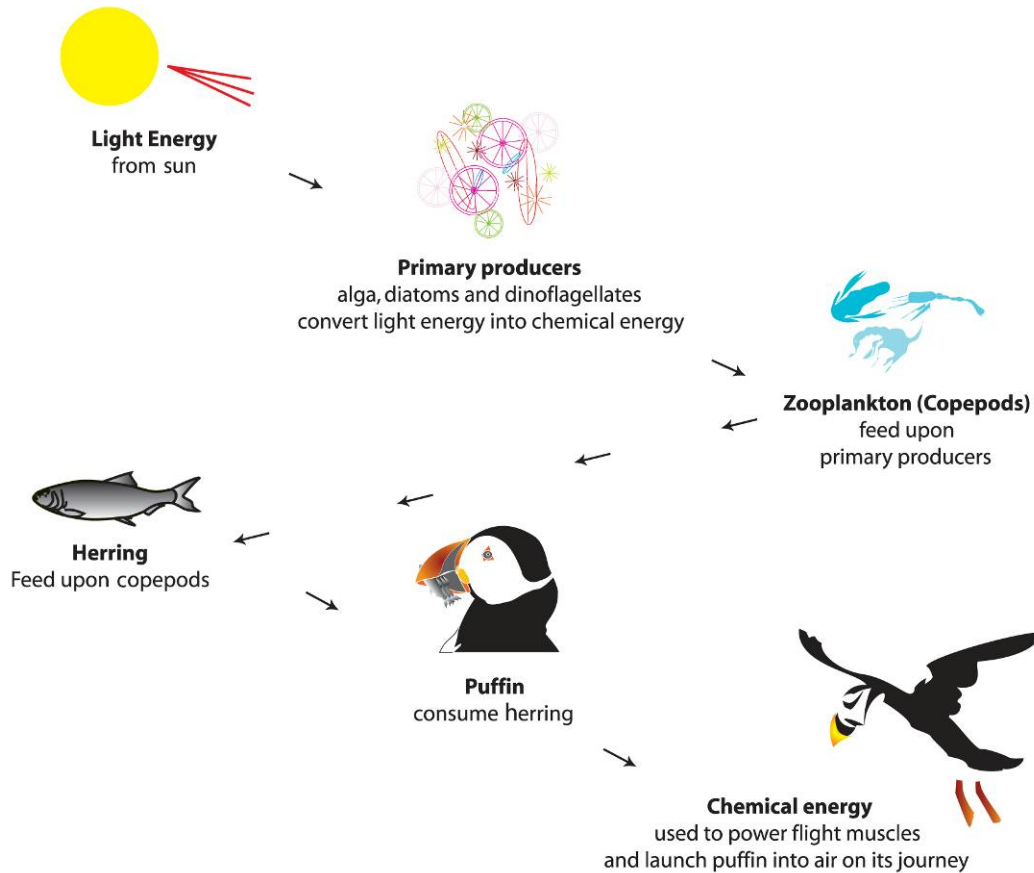 Light Energy
from sun
Primary producers
alga, diatoms and dinoflagellates
convert light energy into chemical energy
Zooplankton (Copepods)
feed upon
primary producers
Herring
Feed upon copepods
Puffin
consume herring
Chemical energy
used to power flight muscles
and launch puffin into air on its journey